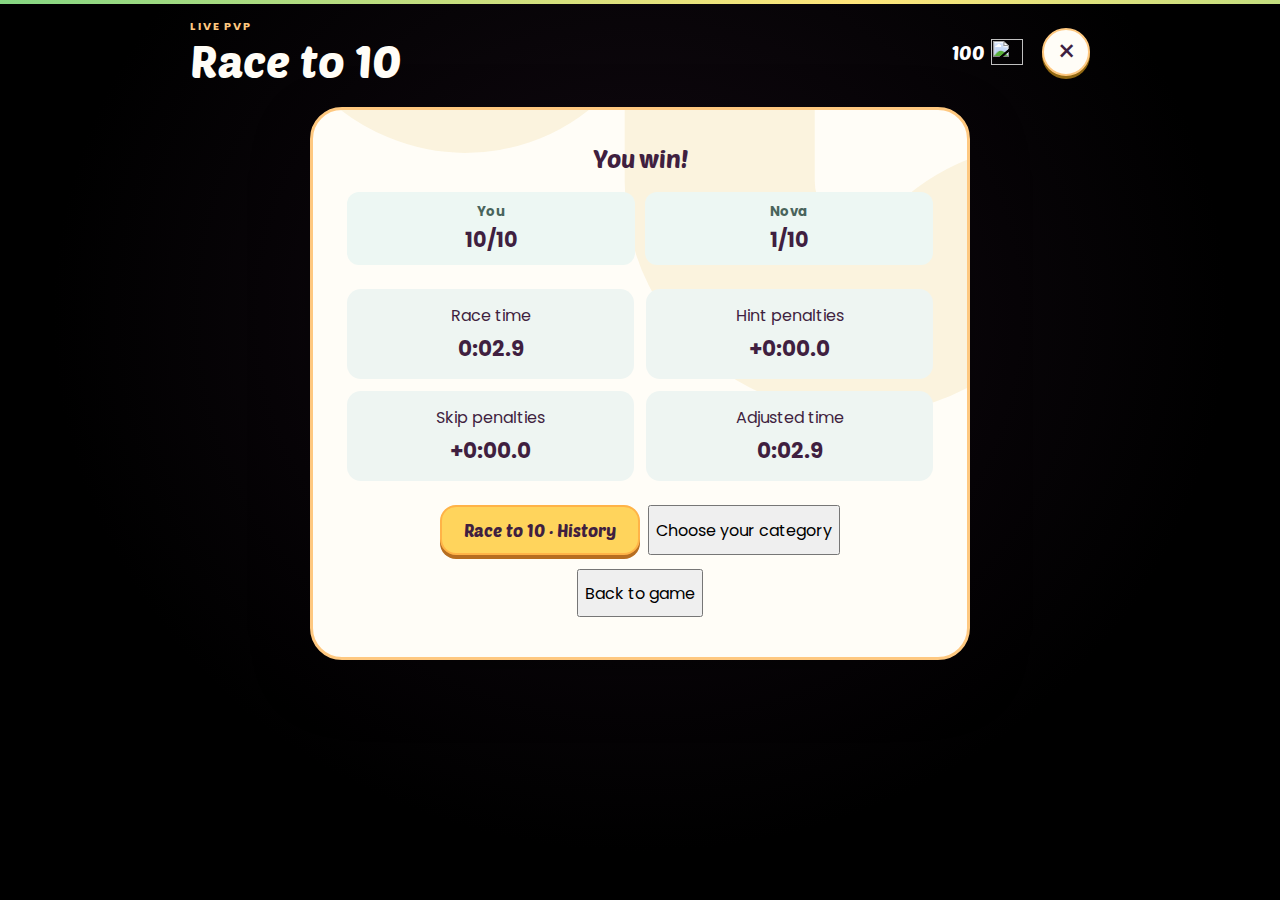 LIVE PVP
Race to 10
100
×
You win!
You
10/10
Nova
1/10
Race time
0:02.9
Hint penalties
+0:00.0
Skip penalties
+0:00.0
Adjusted time
0:02.9
Race to 10 · History
Choose your category
Back to game